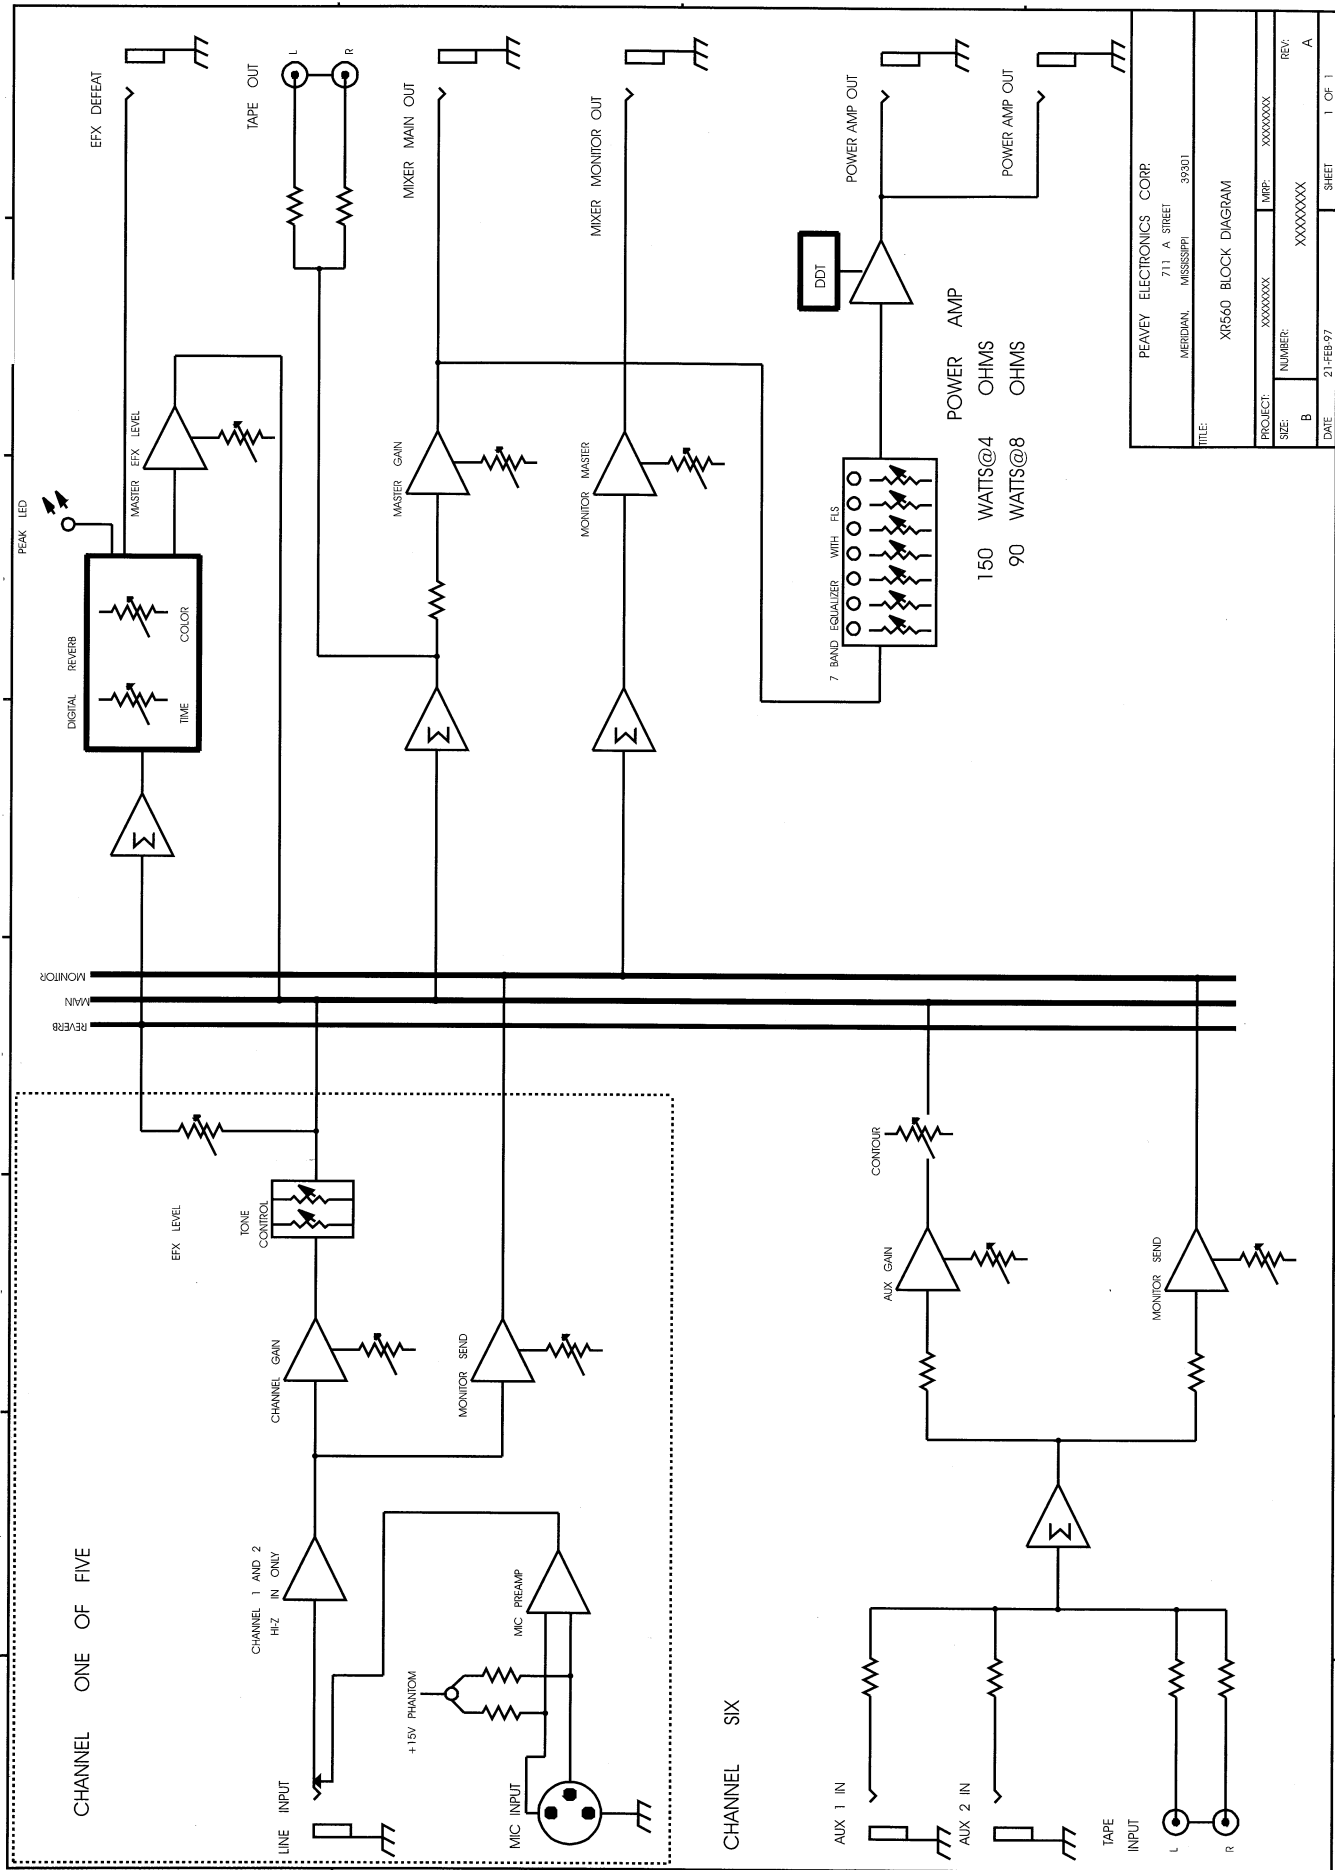 CHANNEL ONE OF FIVE
LINE INPUT
CHANNEL 1 AND 2
HI-Z IN ONLY
CHANNEL GAIN
TONE
CONTROL
EFX LEVEL
MIC INPUT
+15V PHANTOM
MIC PREAMP
MONITOR SEND
CHANNEL SIX
AUX 1 IN
AUX 2 IN
TAPE
INPUT
L
R
Σ
AUX GAIN
CONTOUR
MONITOR SEND
REVERB
MAIN
MONITOR
Σ
DIGITAL REVERB
TIME
COLOR
PEAK LED
MASTER EFX LEVEL
EFX DEFEAT
TAPE OUT
L
R
Σ
MASTER GAIN
MIXER MAIN OUT
Σ
MONITOR MASTER
MIXER MONITOR OUT
7 BAND EQUALIZER WITH FLS
DDT
POWER AMP OUT
POWER AMP OUT
POWER AMP
150 WATTS@4 OHMS
90 WATTS@8 OHMS
PEAVEY ELECTRONICS CORP.
711 A STREET
MERIDIAN, MISSISSIPPI 39301
TITLE:
XR560 BLOCK DIAGRAM
PROJECT: XXXXXXXX MRP: XXXXXXXX
SIZE: NUMBER: REV:
B XXXXXXXX A
DATE 21-FEB-97 SHEET 1 OF 1